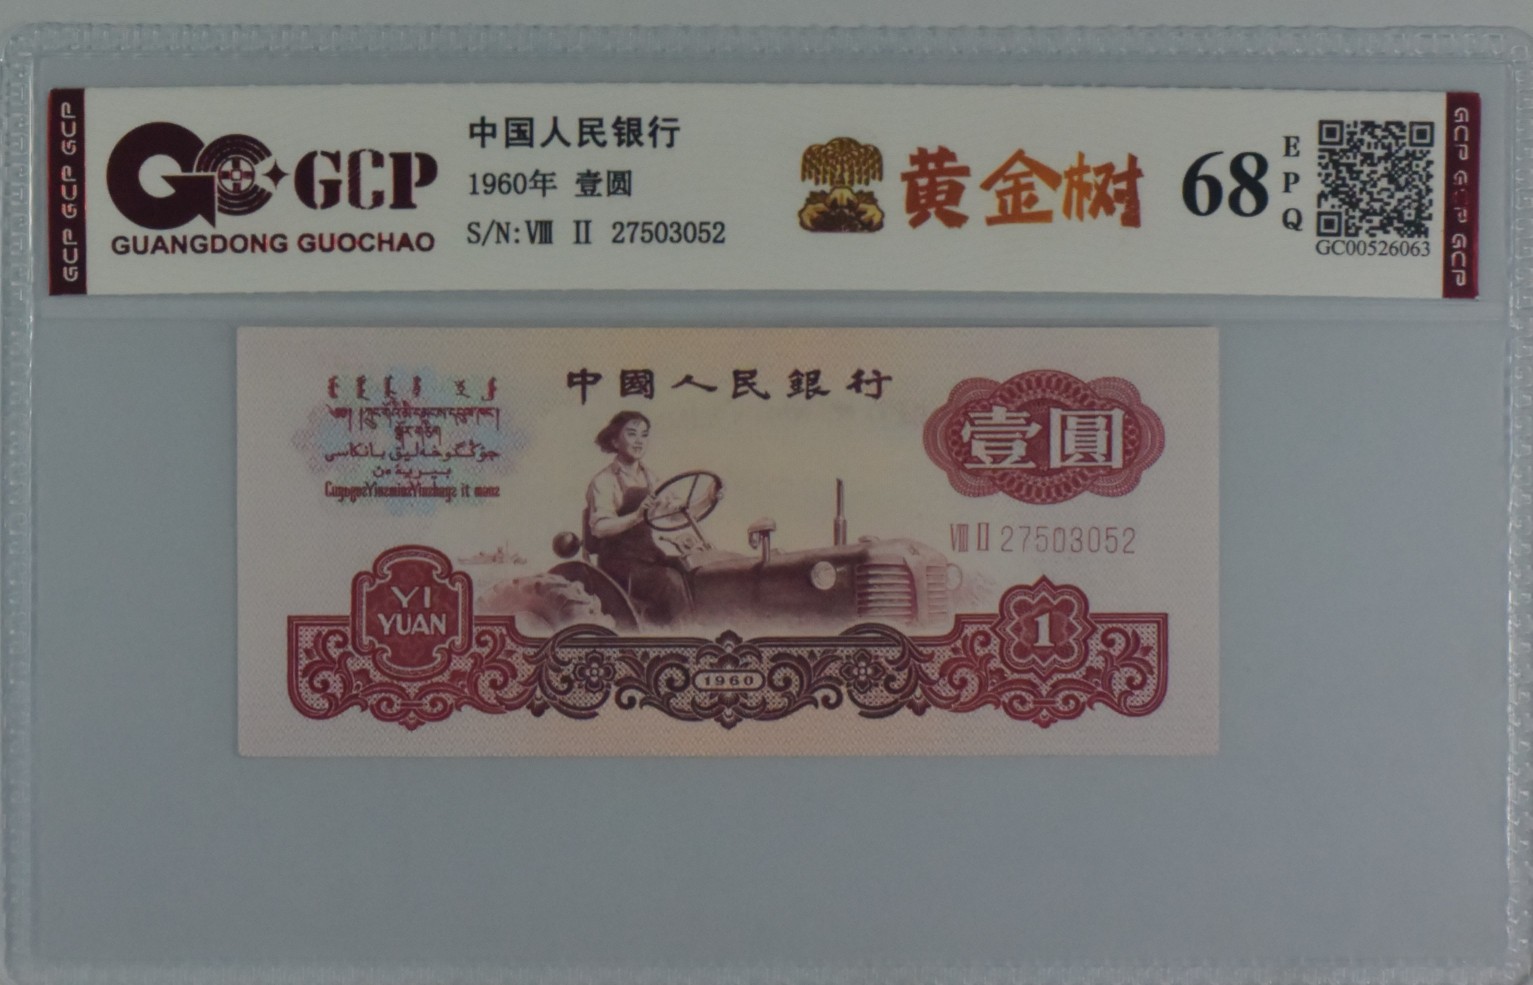 GCP GCP GCP
GCP
GUANGDONG GUOCHAO
中国人民银行
1960年 壹圆
S/N:Ⅷ Ⅱ 27503052
黄金树
68
EPQ
GC00526063
GCP GCP GCP
中國人民銀行
壹圓
Ⅷ Ⅱ 27503052
YI
YUAN
1960
1